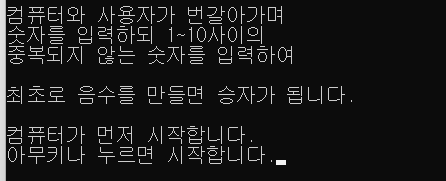 컴퓨터와 사용자가 번갈아가며
숫자를 입력하되 1~10사이의
중복되지 않는 숫자를 입력하여
최초로 음수를 만들면 승자가 됩니다.
컴퓨터가 먼저 시작합니다.
아무키나 누르면 시작합니다.